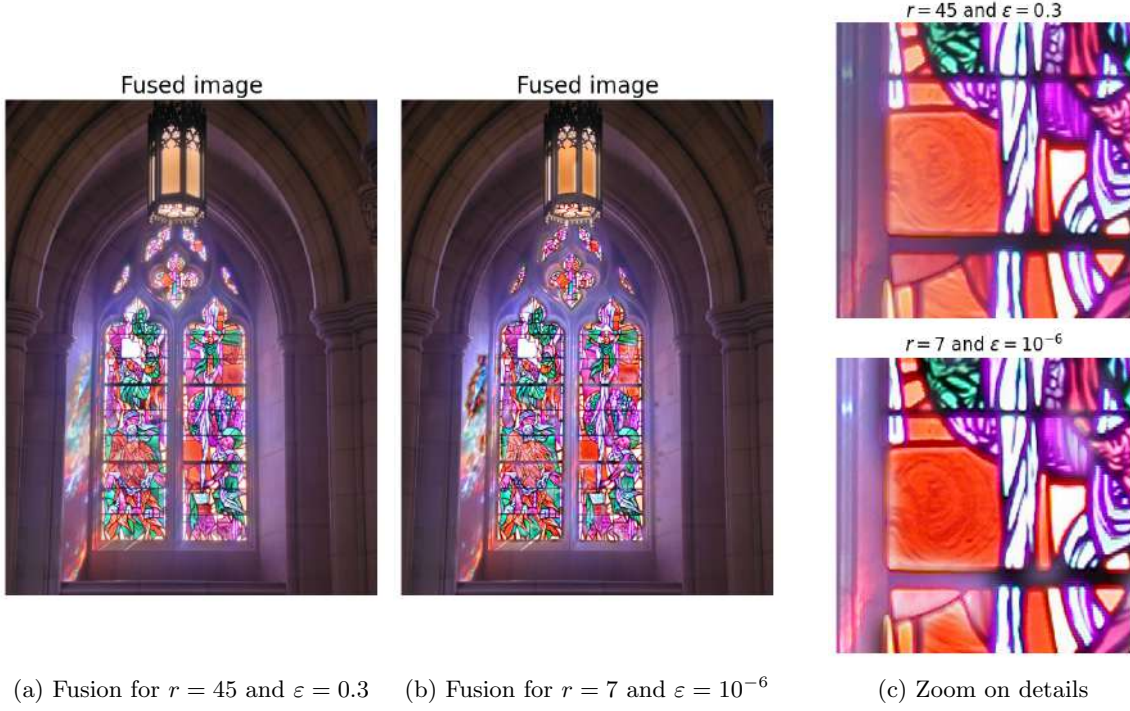 Fused image
Fused image
r = 45 and ε = 0.3
r = 7 and ε = 10⁻⁶
(a) Fusion for r = 45 and ε = 0.3
(b) Fusion for r = 7 and ε = 10⁻⁶
(c) Zoom on details